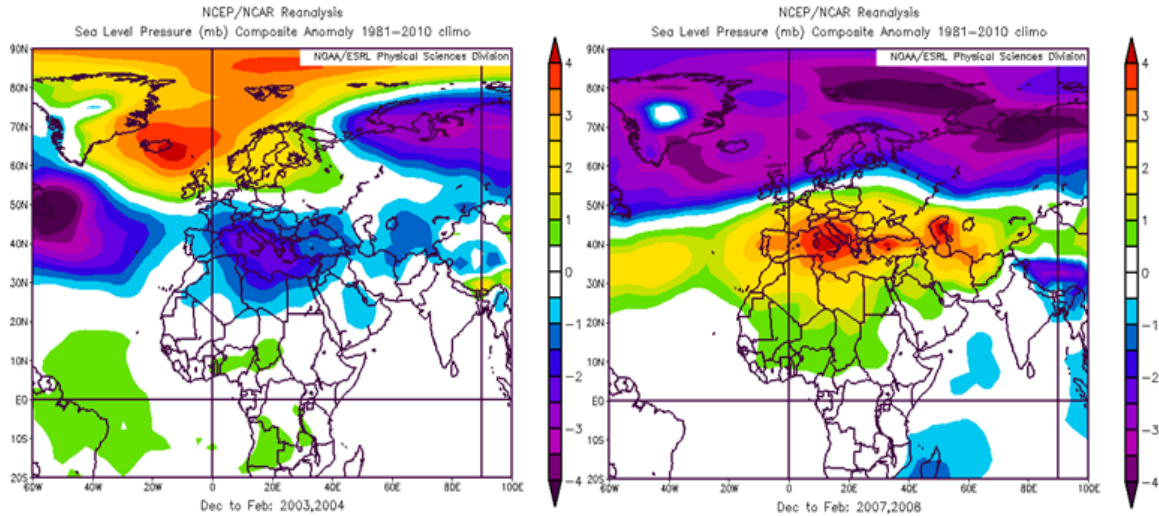 NCEP/NCAR Reanalysis
Sea Level Pressure (mb) Composite Anomaly 1981-2010 climo
NOAA/ESRL Physical Sciences Division
90N
80N
70N
60N
50N
40N
30N
20N
10N
EQ
10S
20S
60W
40W
20W
0
20E
40E
60E
80E
100E
4
3
2
1
0
-1
-2
-3
-4
Dec to Feb: 2003,2004
NCEP/NCAR Reanalysis
Sea Level Pressure (mb) Composite Anomaly 1981-2010 climo
NOAA/ESRL Physical Sciences Division
90N
80N
70N
60N
50N
40N
30N
20N
10N
EQ
10S
20S
60W
40W
20W
0
20E
40E
60E
80E
100E
4
3
2
1
0
-1
-2
-3
-4
Dec to Feb: 2007,2008